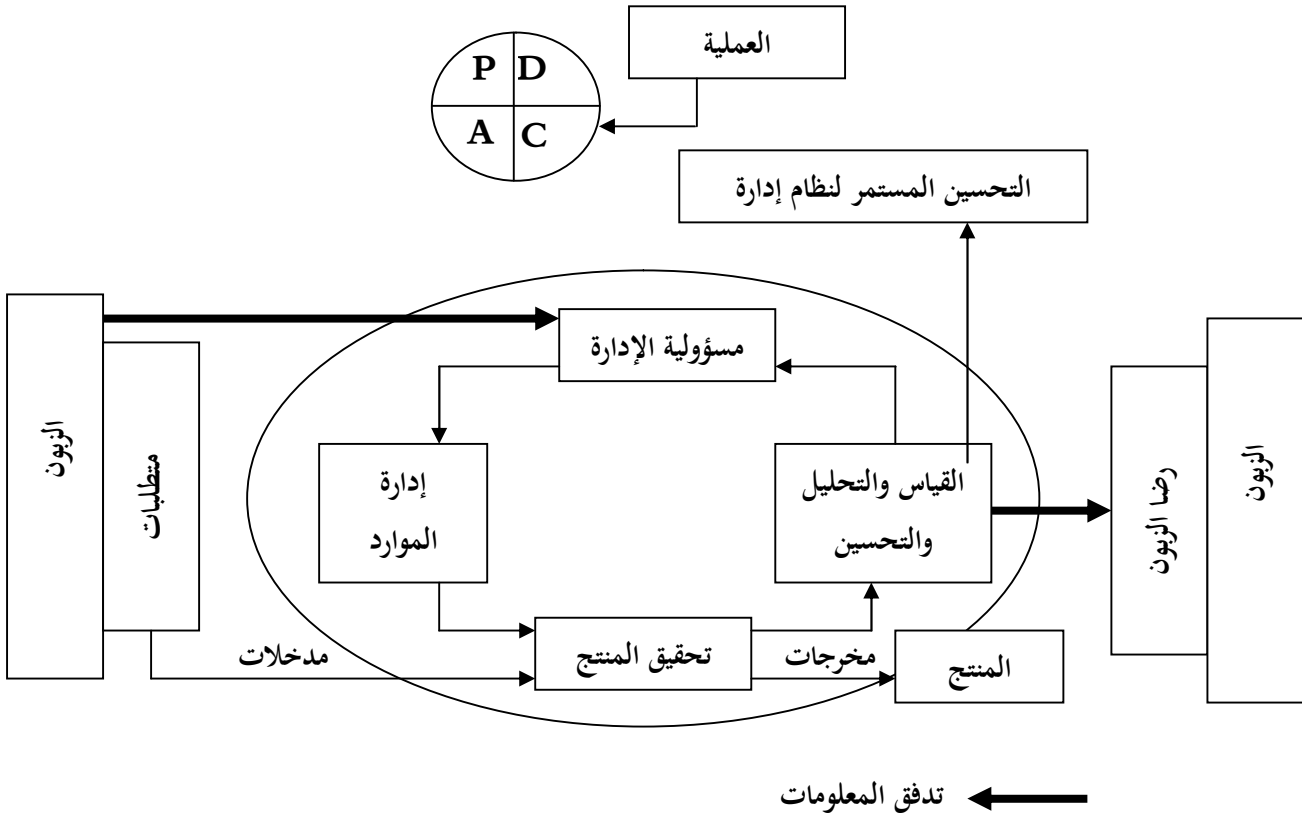 العملية
P D
A C
التحسين المستمر لنظام إدارة
مسؤولية الإدارة
الزبون
متطلبات
إدارة
الموارد
القياس والتحليل
والتحسين
رضا الزبون
الزبون
مدخلات
تحقيق المنتج
مخرجات
المنتج
تدفق المعلومات